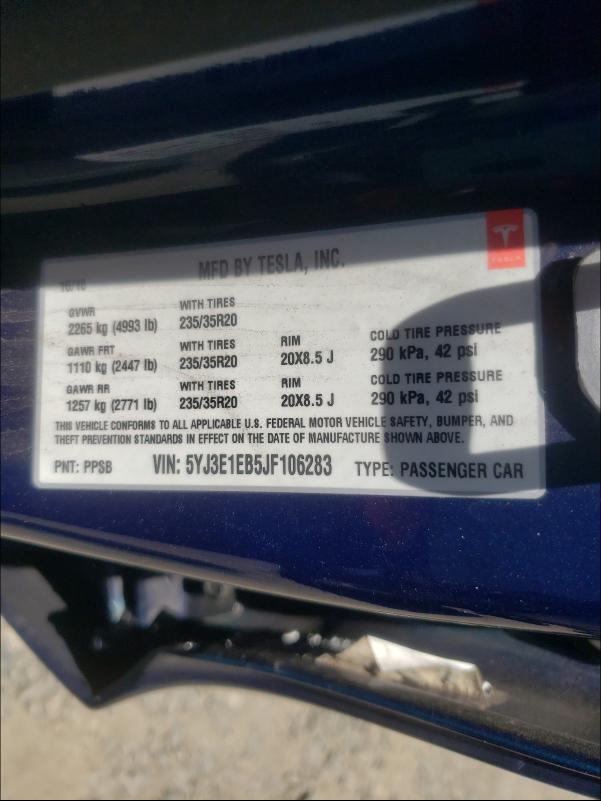 TESLA
MFD BY TESLA, INC.
10/18
GVWR
2265 kg (4993 lb)
WITH TIRES
235/35R20
GAWR FRT
1110 kg (2447 lb)
WITH TIRES
235/35R20
RIM
20X8.5 J
COLD TIRE PRESSURE
290 kPa, 42 psi
GAWR RR
1257 kg (2771 lb)
WITH TIRES
235/35R20
RIM
20X8.5 J
COLD TIRE PRESSURE
290 kPa, 42 psi
THIS VEHICLE CONFORMS TO ALL APPLICABLE U.S. FEDERAL MOTOR VEHICLE SAFETY, BUMPER, AND
THEFT PREVENTION STANDARDS IN EFFECT ON THE DATE OF MANUFACTURE SHOWN ABOVE.
PNT: PPSB VIN: 5YJ3E1EB5JF106283 TYPE: PASSENGER CAR